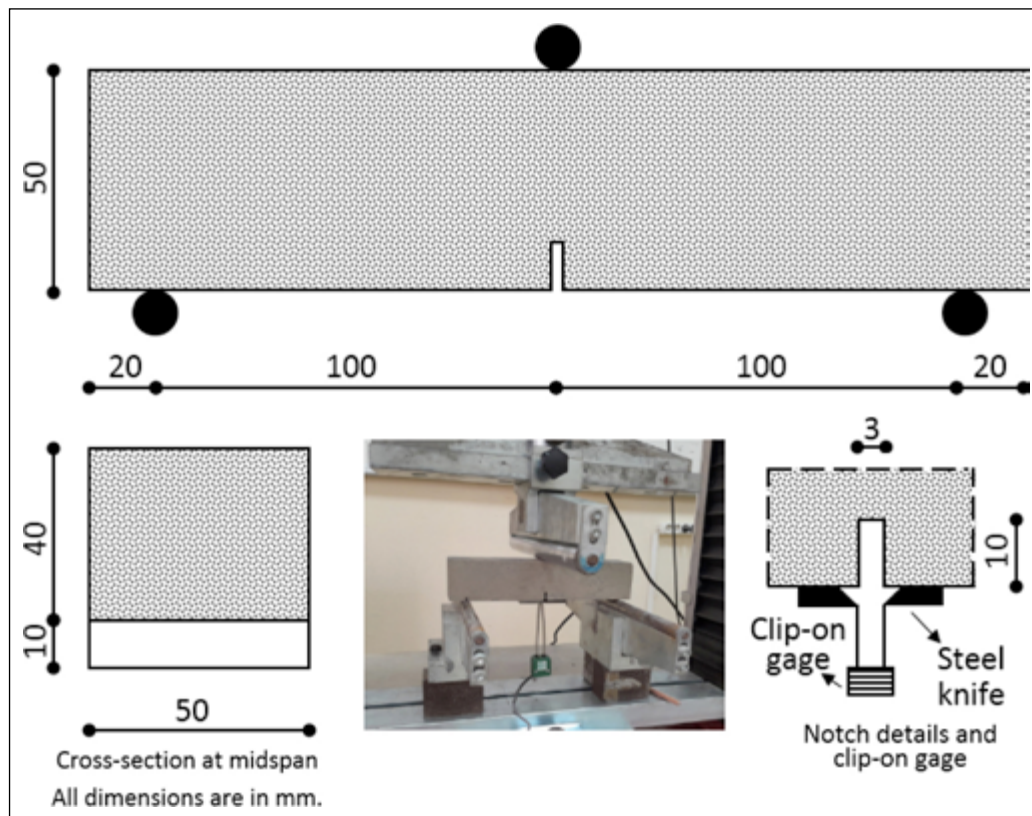 50
20
100
100
20
40
10
50
Cross-section at midspan
All dimensions are in mm.
3
10
Clip-on
gage
Steel
knife
Notch details and
clip-on gage